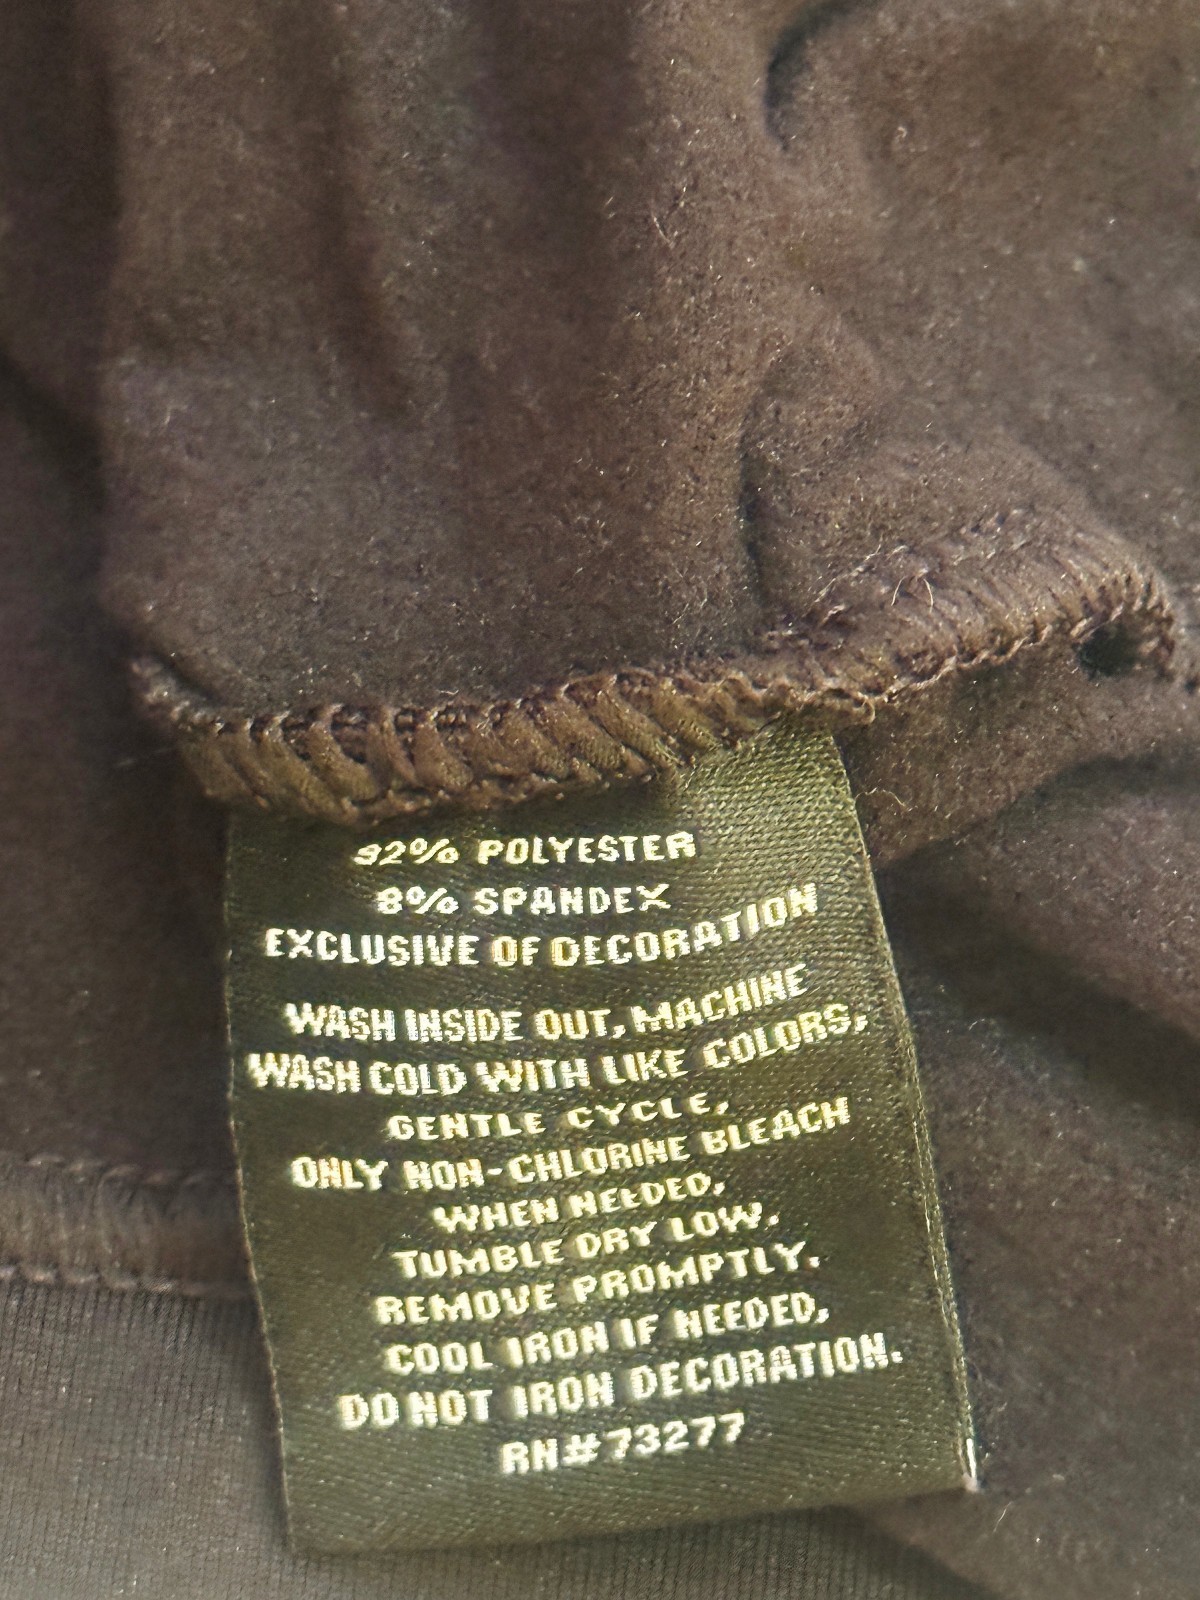 92% POLYESTER
8% SPANDEX
EXCLUSIVE OF DECORATION
WASH INSIDE OUT, MACHINE
WASH COLD WITH LIKE COLORS,
GENTLE CYCLE,
ONLY NON-CHLORINE BLEACH
WHEN NEEDED,
TUMBLE DRY LOW.
REMOVE PROMPTLY.
COOL IRON IF NEEDED,
DO NOT IRON DECORATION.
RN#73277